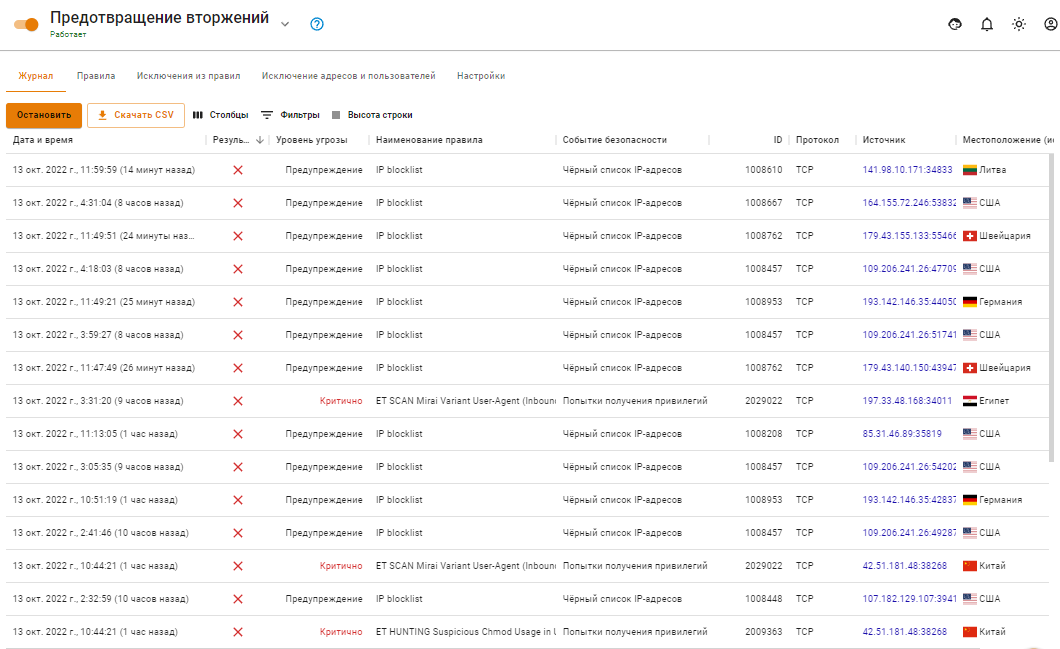 Предотвращение вторжений
Работает
Журнал Правила Исключения из правил Исключение адресов и пользователей Настройки
Остановить Скачать CSV Столбцы Фильтры Высота строки
Дата и время Резуль... Уровень угрозы Наименование правила Событие безопасности ID Протокол Источник Местоположение (ис
13 окт. 2022 г., 11:59:59 (14 минут назад) Предупреждение IP blocklist Чёрный список IP-адресов 1008610 TCP 141.98.10.171:34833 Литва
13 окт. 2022 г., 4:31:04 (8 часов назад) Предупреждение IP blocklist Чёрный список IP-адресов 1008667 TCP 164.155.72.246:53832 США
13 окт. 2022 г., 11:49:51 (24 минуты наз... Предупреждение IP blocklist Чёрный список IP-адресов 1008762 TCP 179.43.155.133:55466 Швейцария
13 окт. 2022 г., 4:18:03 (8 часов назад) Предупреждение IP blocklist Чёрный список IP-адресов 1008457 TCP 109.206.241.26:47709 США
13 окт. 2022 г., 11:49:21 (25 минут назад) Предупреждение IP blocklist Чёрный список IP-адресов 1008953 TCP 193.142.146.35:44050 Германия
13 окт. 2022 г., 3:59:27 (8 часов назад) Предупреждение IP blocklist Чёрный список IP-адресов 1008457 TCP 109.206.241.26:51741 США
13 окт. 2022 г., 11:47:49 (26 минут назад) Предупреждение IP blocklist Чёрный список IP-адресов 1008762 TCP 179.43.140.150:43947 Швейцария
13 окт. 2022 г., 3:31:20 (9 часов назад) Критично ET SCAN Mirai Variant User-Agent (Inboun Попытки получения привилегий 2029022 TCP 197.33.48.168:34011 Египет
13 окт. 2022 г., 11:13:05 (1 час назад) Предупреждение IP blocklist Чёрный список IP-адресов 1008208 TCP 85.31.46.89:35819 США
13 окт. 2022 г., 3:05:35 (9 часов назад) Предупреждение IP blocklist Чёрный список IP-адресов 1008457 TCP 109.206.241.26:54202 США
13 окт. 2022 г., 10:51:19 (1 час назад) Предупреждение IP blocklist Чёрный список IP-адресов 1008953 TCP 193.142.146.35:42837 Германия
13 окт. 2022 г., 2:41:46 (10 часов назад) Предупреждение IP blocklist Чёрный список IP-адресов 1008457 TCP 109.206.241.26:49287 США
13 окт. 2022 г., 10:44:21 (1 час назад) Критично ET SCAN Mirai Variant User-Agent (Inboun Попытки получения привилегий 2029022 TCP 42.51.181.48:38268 Китай
13 окт. 2022 г., 2:32:59 (10 часов назад) Предупреждение IP blocklist Чёрный список IP-адресов 1008448 TCP 107.182.129.107:3941 США
13 окт. 2022 г., 10:44:21 (1 час назад) Критично ET HUNTING Suspicious Chmod Usage in U Попытки получения привилегий 2009363 TCP 42.51.181.48:38268 Китай